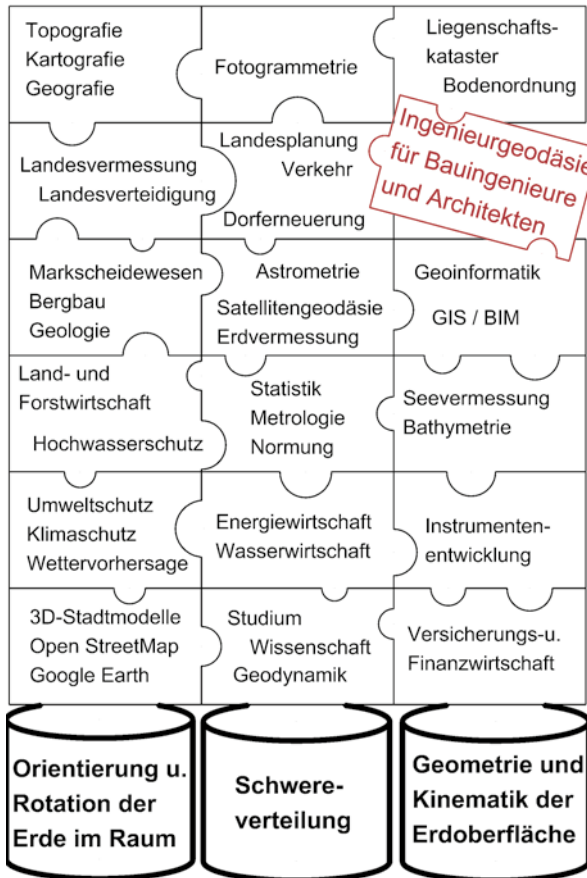 Topografie
Kartografie
Geografie
Fotogrammetrie
Liegenschafts-
kataster
Bodenordnung
Landesvermessung
Landesverteidigung
Landesplanung
Verkehr
Dorferneuerung
Ingenieurgeodäsie
für Bauingenieure
und Architekten
Markscheidewesen
Bergbau
Geologie
Astrometrie
Satellitengeodäsie
Erdvermessung
Geoinformatik
GIS / BIM
Land- und
Forstwirtschaft
Hochwasserschutz
Statistik
Metrologie
Normung
Seevermessung
Bathymetrie
Umweltschutz
Klimaschutz
Wettervorhersage
Energiewirtschaft
Wasserwirtschaft
Instrumenten-
entwicklung
3D-Stadtmodelle
Open StreetMap
Google Earth
Studium
Wissenschaft
Geodynamik
Versicherungs-u.
Finanzwirtschaft
Orientierung u.
Rotation der
Erde im Raum
Schwere-
verteilung
Geometrie und
Kinematik der
Erdoberfläche